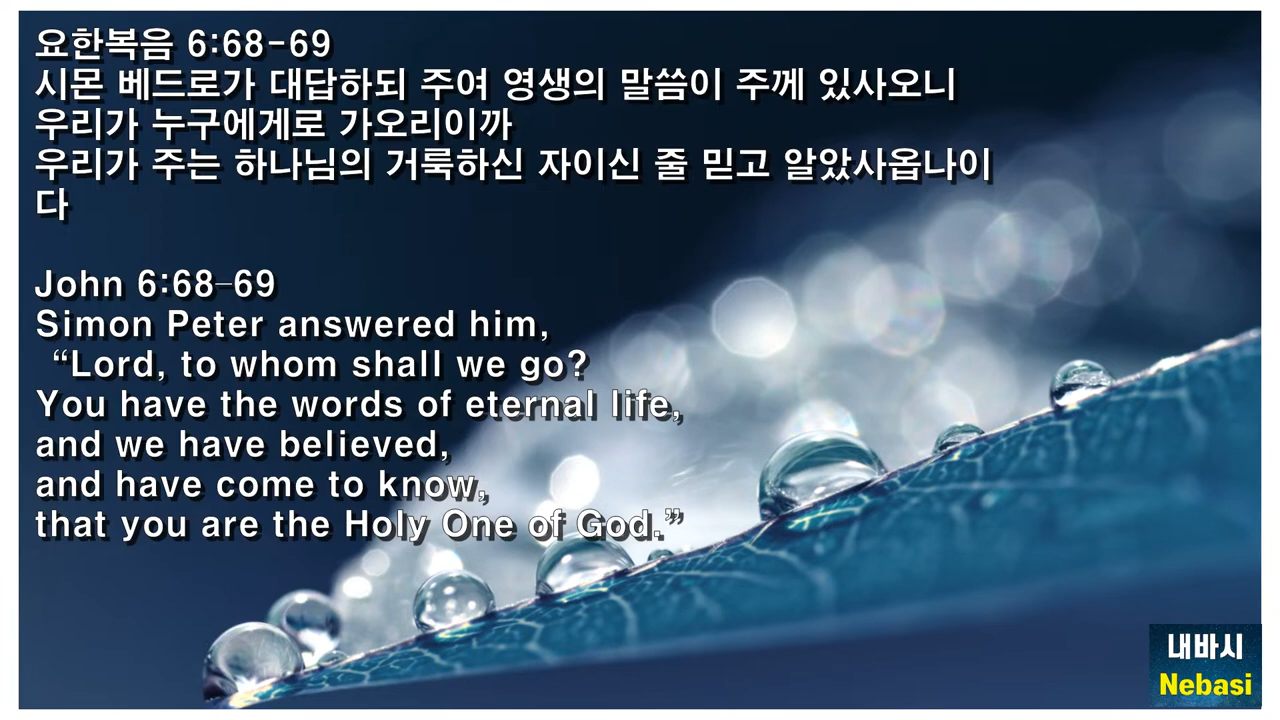 요한복음 6:68-69
시몬 베드로가 대답하되 주여 영생의 말씀이 주께 있사오니
우리가 누구에게로 가오리이까
우리가 주는 하나님의 거룩하신 자이신 줄 믿고 알았사옵나이
다
John 6:68–69
Simon Peter answered him,
“Lord, to whom shall we go?
You have the words of eternal life,
and we have believed,
and have come to know,
that you are the Holy One of God.”
내바시
Nebasi